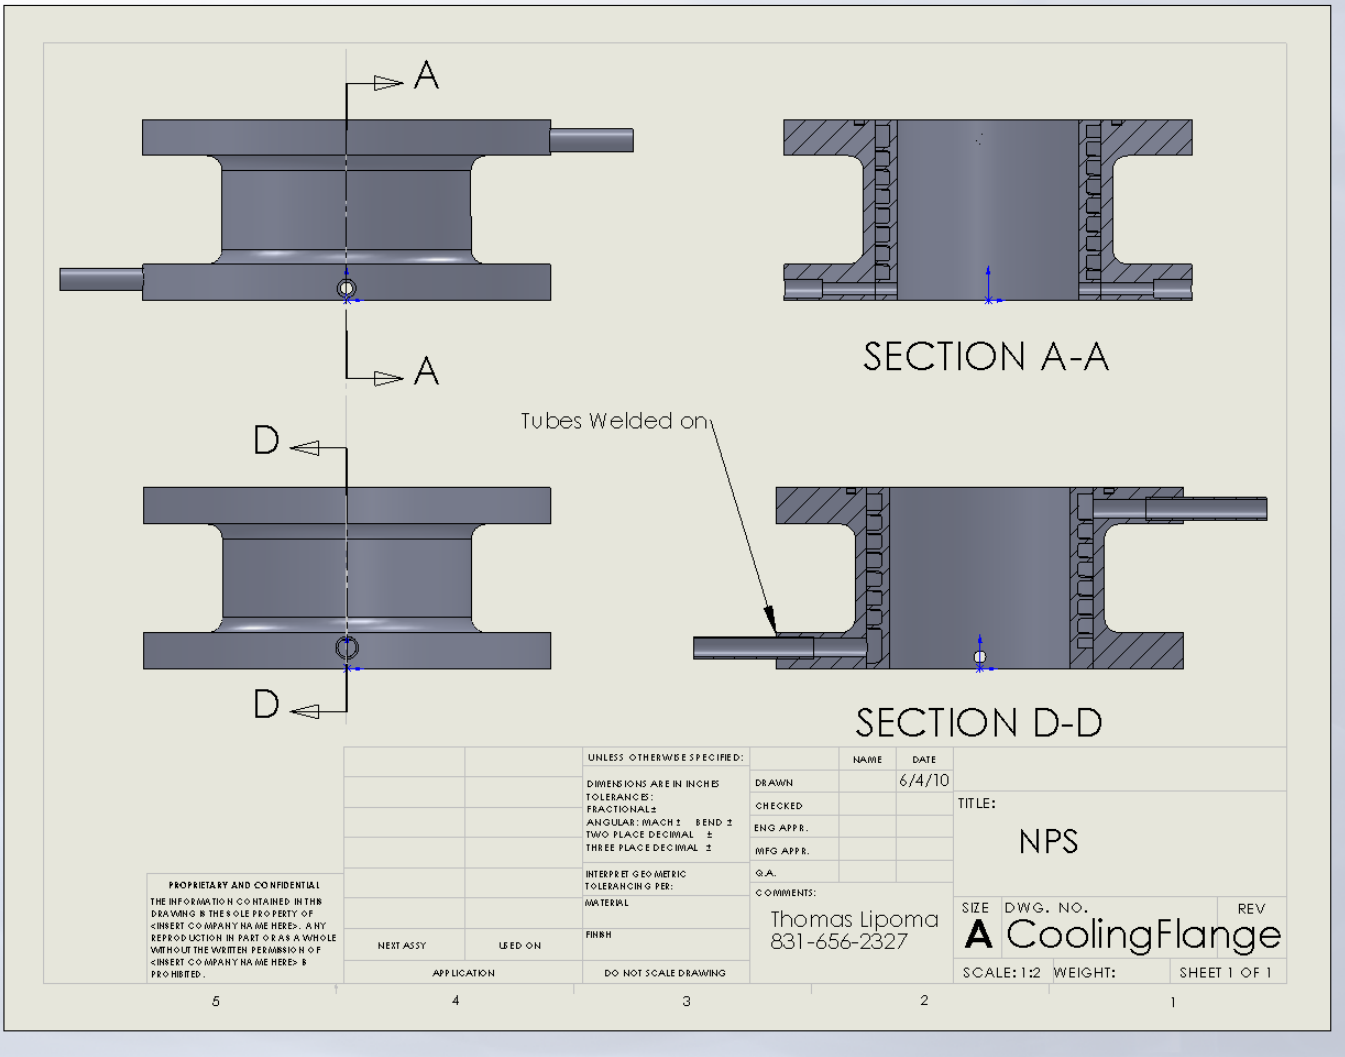 A
A
SECTION A-A
Tubes Welded on
D
D
SECTION D-D
UNLESS OTHERWISE SPECIFIED:
DIMENSIONS ARE IN INCHES
TOLERANCES:
FRACTIONAL±
ANGULAR: MACH± BEND ±
TWO PLACE DECIMAL ±
THREE PLACE DECIMAL ±
INTERPRET GEOMETRIC
TOLERANCING PER:
MATERIAL
FINISH
DO NOT SCALE DRAWING
NAME DATE
DRAWN 6/4/10
CHECKED
ENG APPR.
MFG APPR.
Q.A.
COMMENTS:
Thomas Lipoma
831-656-2327
TITLE:
NPS
SIZE DWG. NO. REV
A CoolingFlange
SCALE: 1:2 WEIGHT: SHEET 1 OF 1
PROPRIETARY AND CONFIDENTIAL
THE INFORMATION CONTAINED IN THIS
DRAWING IS THE SOLE PROPERTY OF
<INSERT COMPANY NAME HERE>. ANY
REPRODUCTION IN PART OR AS A WHOLE
WITHOUT THE WRITTEN PERMISSION OF
<INSERT COMPANY NAME HERE> IS
PROHIBITED.
NEXT ASSY USED ON
APPLICATION
5 4 3 2 1